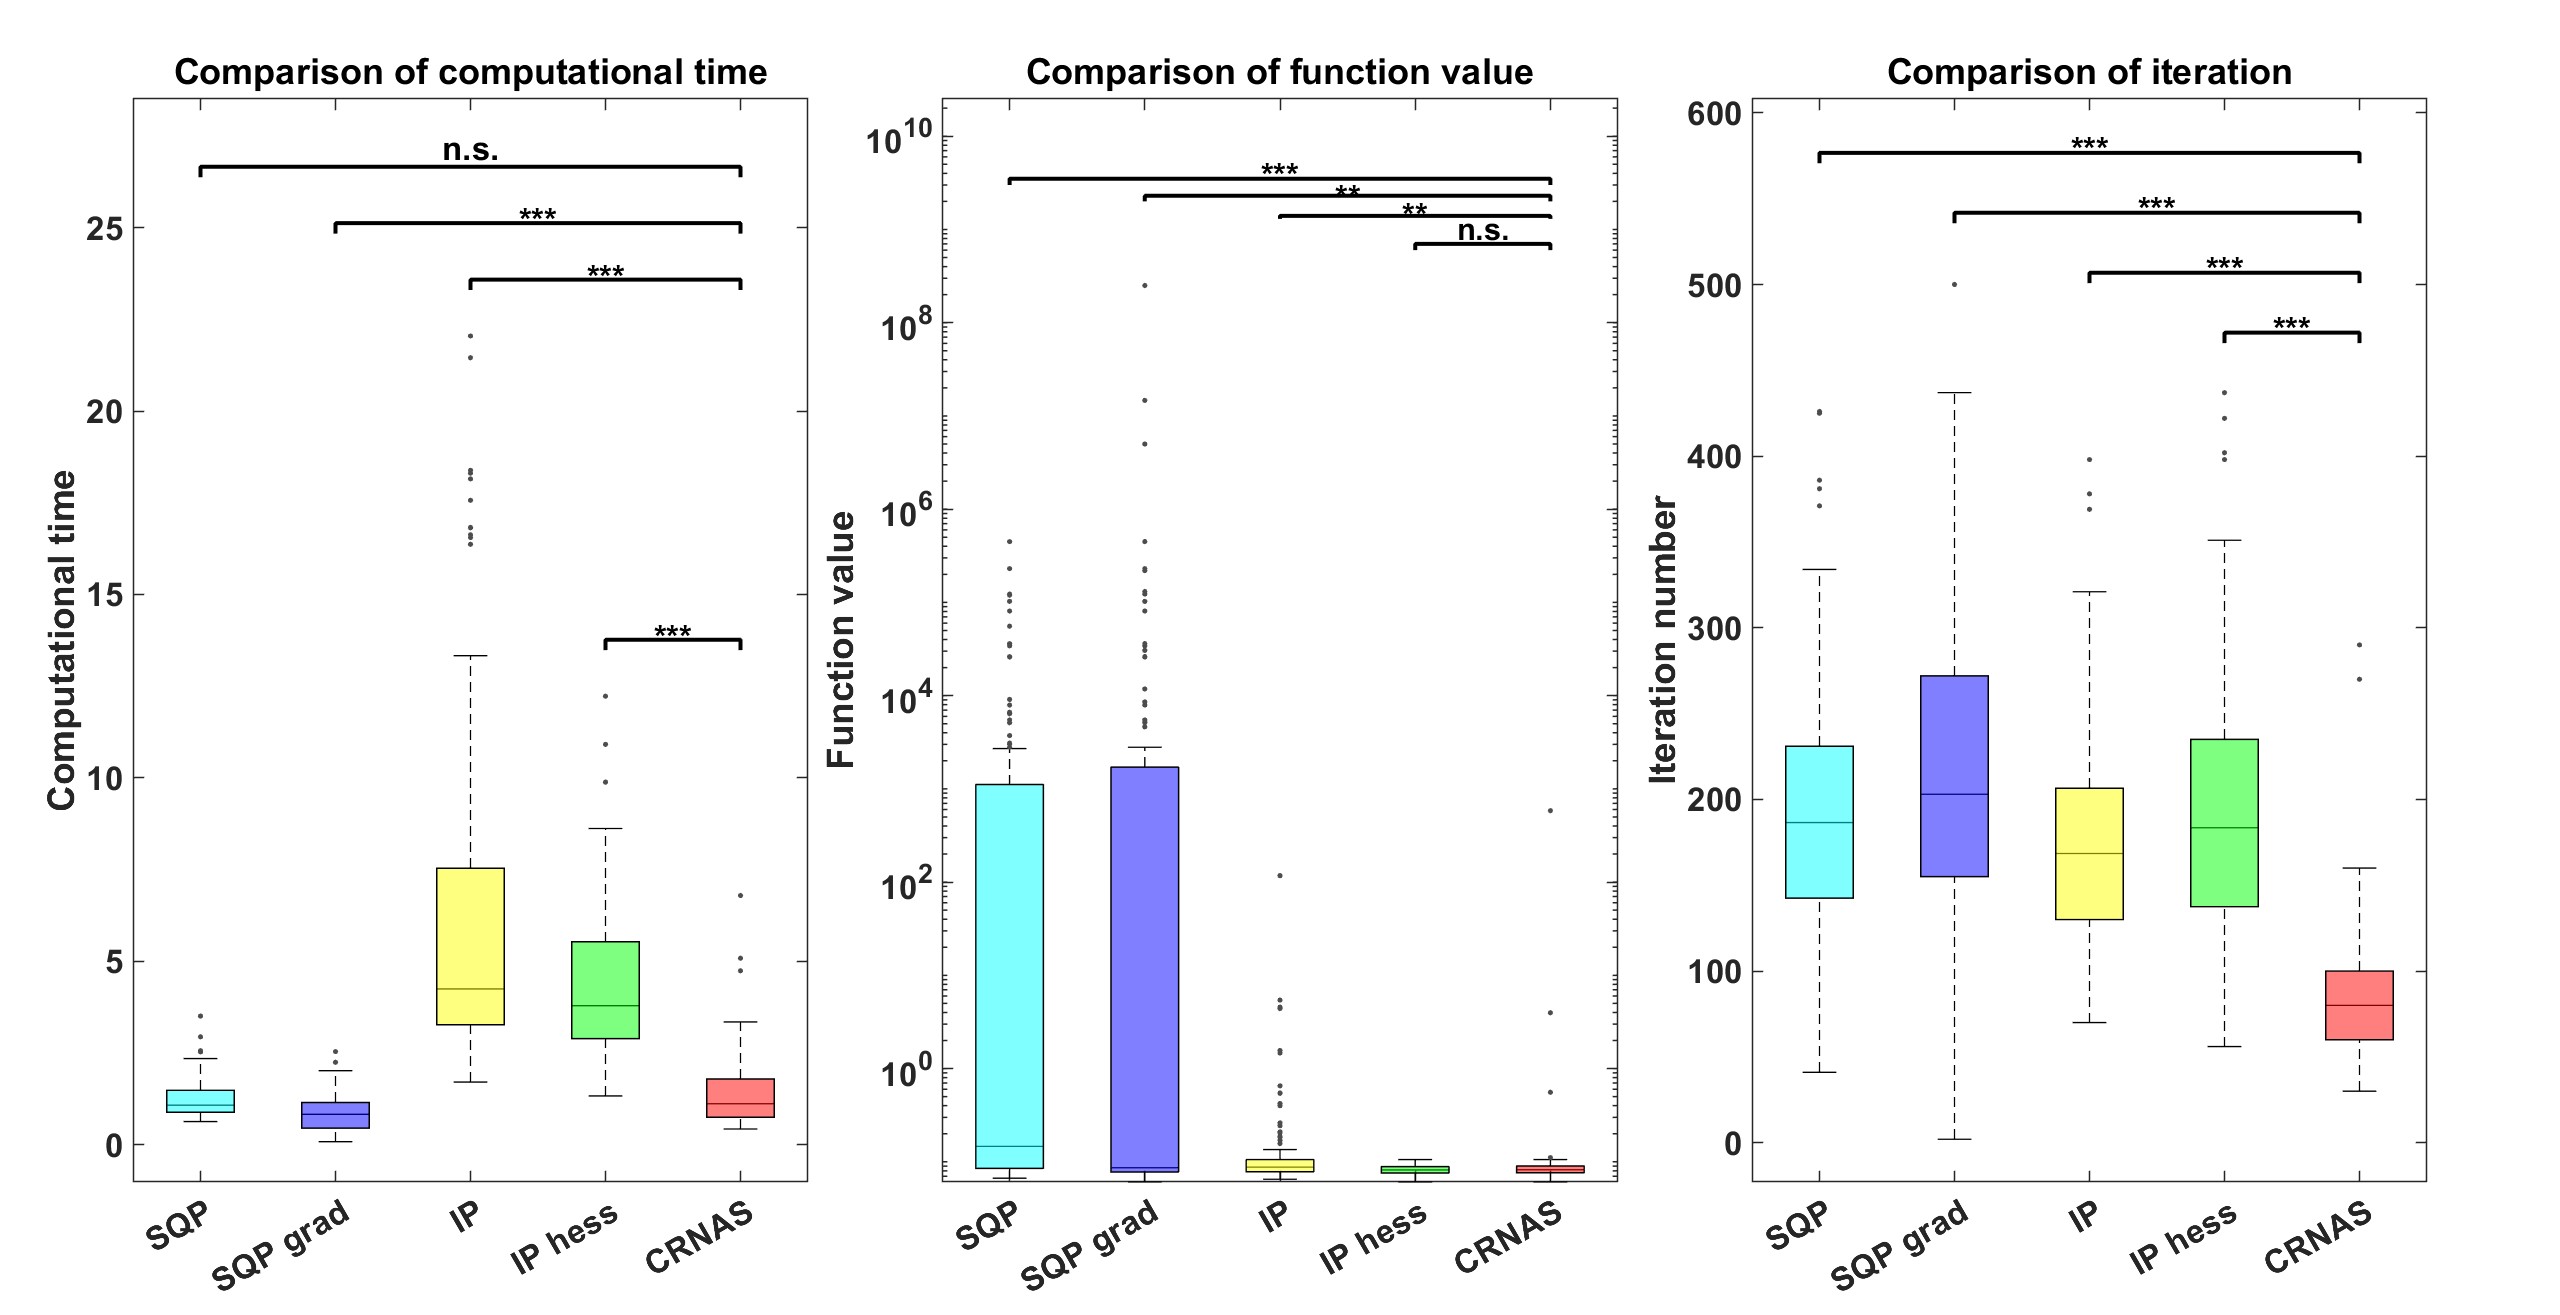 Comparison of computational time
n.s.
***
***
***
25
20
15
10
5
0
Computational time
SQP
SQP grad
IP
IP hess
CRNAS
Comparison of function value
***
**
**
n.s.
10^10
10^8
10^6
10^4
10^2
10^0
Function value
SQP
SQP grad
IP
IP hess
CRNAS
Comparison of iteration
***
***
***
***
600
500
400
300
200
100
0
Iteration number
SQP
SQP grad
IP
IP hess
CRNAS